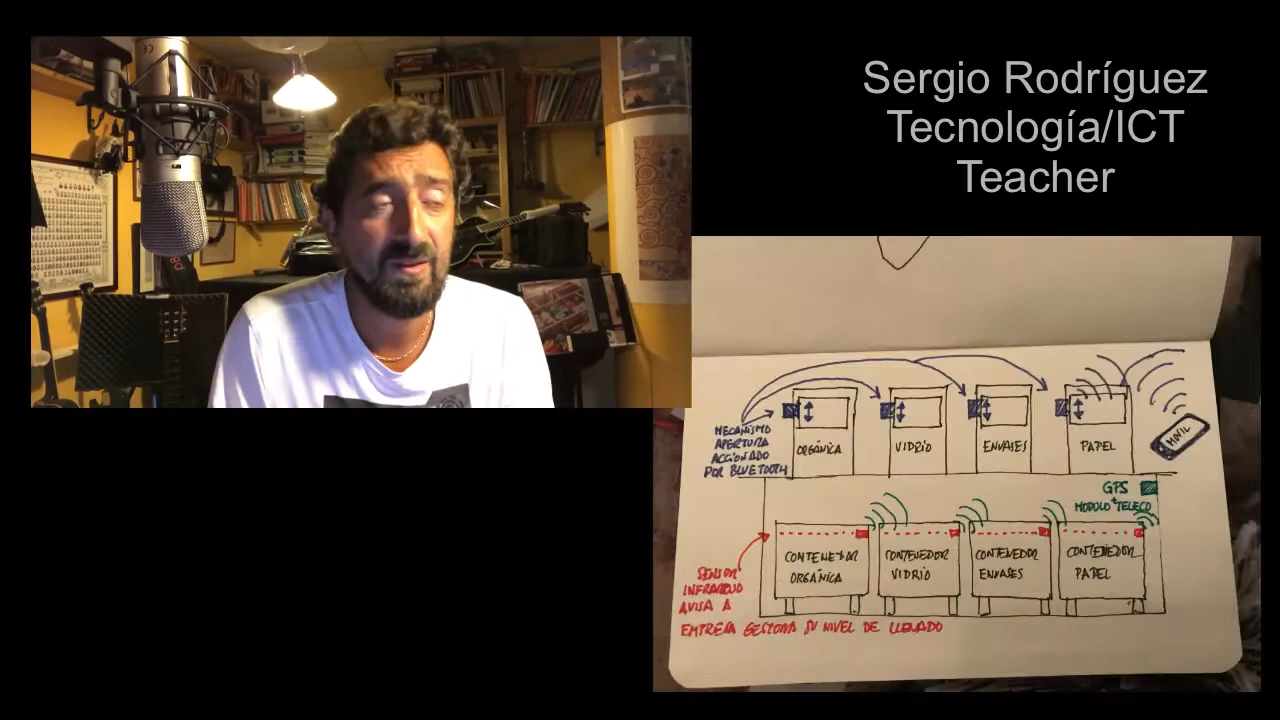 Sergio Rodríguez
Tecnología/ICT
Teacher
MECANISMO
APERTURA
ACCIONADO
POR BLUETOOTH
ORGÁNICA
VIDRIO
ENVASES
PAPEL
MOVIL
GPS
+
MODULO TELECO
CONTENEDOR
ORGÁNICA
CONTENEDOR
VIDRIO
CONTENEDOR
ENVASES
CONTENEDOR
PAPEL
SENSOR
INFRARROJO
AVISA A
EMPRESA GESTORA SU NIVEL DE LLENADO